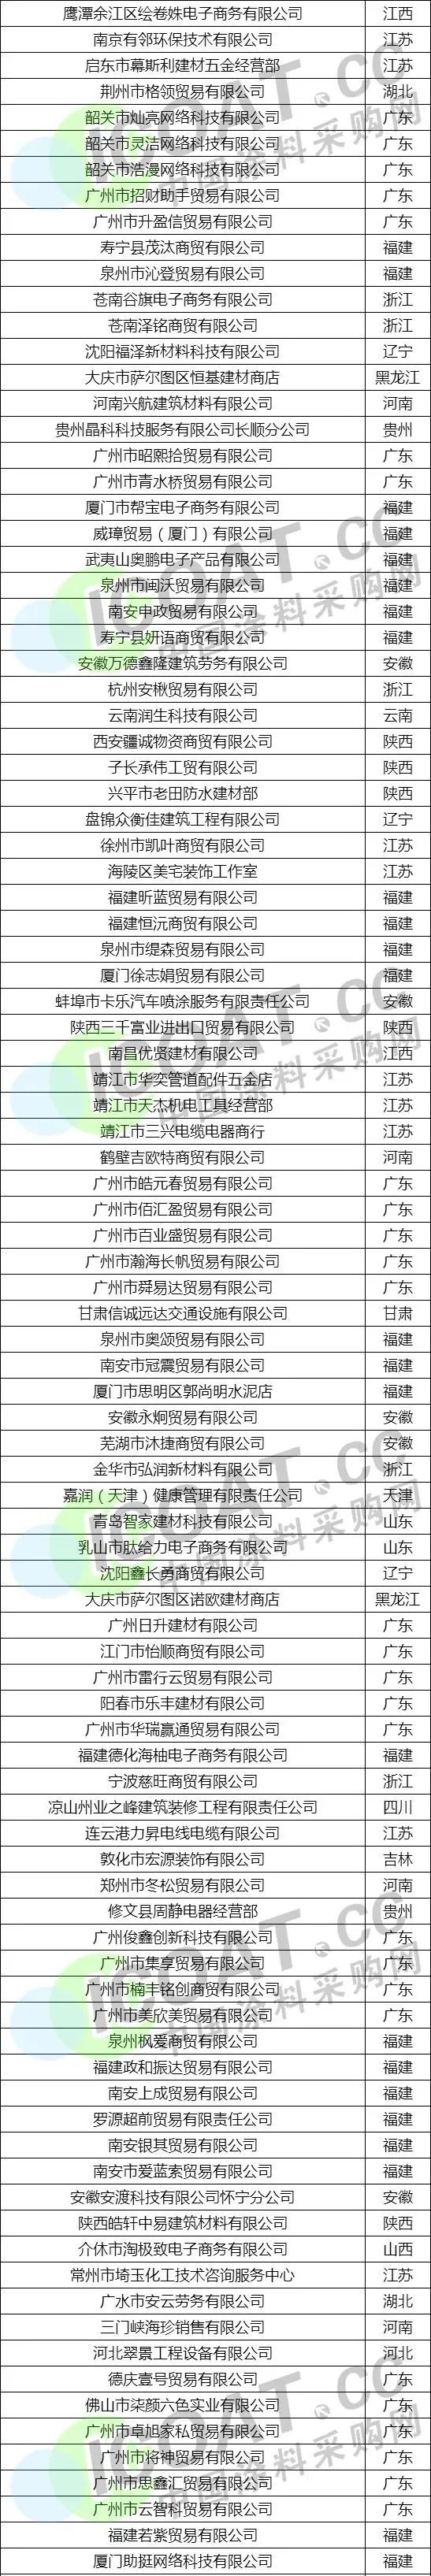 鹰潭余江区绘卷姝电子商务有限公司 江西
南京有邻环保技术有限公司 江苏
启东市幕斯利建材五金经营部 江苏
荆州市格领贸易有限公司 湖北
韶关市灿亮网络科技有限公司 广东
韶关市灵洁网络科技有限公司 广东
韶关市浩漫网络科技有限公司 广东
广州市招财助手贸易有限公司 广东
广州市升盈信贸易有限公司 广东
寿宁县茂汰商贸有限公司 福建
泉州市沁登贸易有限公司 福建
苍南谷旗电子商务有限公司 浙江
苍南泽铭商贸有限公司 浙江
沈阳福泽新材料科技有限公司 辽宁
大庆市萨尔图区恒基建材商店 黑龙江
河南兴航建筑材料有限公司 河南
贵州晶科科技服务有限公司长顺分公司 贵州
广州市昭熙拾贸易有限公司 广东
广州市青水桥贸易有限公司 广东
厦门市帮宝电子商务有限公司 福建
威璋贸易（厦门）有限公司 福建
武夷山奥鹏电子产品有限公司 福建
泉州市闽沃贸易有限公司 福建
南安申政贸易有限公司 福建
寿宁县妍语商贸有限公司 福建
安徽万德鑫隆建筑劳务有限公司 安徽
杭州安楸贸易有限公司 浙江
云南润生科技有限公司 云南
西安疆诚物资商贸有限公司 陕西
子长承伟工贸有限公司 陕西
兴平市老田防水建材部 陕西
盘锦众衡佳建筑工程有限公司 辽宁
徐州市凯叶商贸有限公司 江苏
海陵区美宅装饰工作室 江苏
福建昕蓝贸易有限公司 福建
福建恒沅商贸有限公司 福建
泉州市缇森贸易有限公司 福建
厦门徐志娟贸易有限公司 福建
蚌埠市卡乐汽车喷涂服务有限责任公司 安徽
陕西三千富业进出口贸易有限公司 陕西
南昌优贤建材有限公司 江西
靖江市华奕管道配件五金店 江苏
靖江市天杰机电工具经营部 江苏
靖江市三兴电缆电器商行 江苏
鹤壁吉欧特商贸有限公司 河南
广州市皓元春贸易有限公司 广东
广州市佰汇盈贸易有限公司 广东
广州市百业盛贸易有限公司 广东
广州市瀚海长帆贸易有限公司 广东
广州市舜易达贸易有限公司 广东
甘肃信诚远达交通设施有限公司 甘肃
泉州市奥颂贸易有限公司 福建
南安市冠震贸易有限公司 福建
厦门市思明区郭尚明水泥店 福建
安徽永炯贸易有限公司 安徽
芜湖市沐捷商贸有限公司 安徽
金华市弘润新材料有限公司 浙江
嘉润（天津）健康管理有限责任公司 天津
青岛智家建材科技有限公司 山东
乳山市肽给力电子商务有限公司 山东
沈阳鑫长勇商贸有限公司 辽宁
大庆市萨尔图区诺欧建材商店 黑龙江
广州日升建材有限公司 广东
江门市怡顺商贸有限公司 广东
广州市雷行云贸易有限公司 广东
阳春市乐丰建材有限公司 广东
广州市华瑞赢通贸易有限公司 广东
福建德化海柚电子商务有限公司 福建
宁波慈旺商贸有限公司 浙江
凉山州业之峰建筑装修工程有限责任公司 四川
连云港力昇电线电缆有限公司 江苏
敦化市宏源装饰有限公司 吉林
郑州市冬松贸易有限公司 河南
修文县周静电器经营部 贵州
广州俊鑫创新科技有限公司 广东
广州市集享贸易有限公司 广东
广州市楠丰铭创商贸有限公司 广东
广州市美欣美贸易有限公司 广东
泉州枫爱商贸有限公司 福建
福建政和振达贸易有限公司 福建
南安上成贸易有限公司 福建
罗源超前贸易有限责任公司 福建
南安银其贸易有限公司 福建
南安市爱蓝索贸易有限公司 福建
安徽安渡科技有限公司怀宁分公司 安徽
陕西皓轩中易建筑材料有限公司 陕西
介休市淘极致电子商务有限公司 山西
常州市埼玉化工技术咨询服务中心 江苏
广水市安云劳务有限公司 湖北
三门峡海珍销售有限公司 河南
河北翠景工程设备有限公司 河北
德庆壹号贸易有限公司 广东
佛山市柒颜六色实业有限公司 广东
广州市卓旭家私贸易有限公司 广东
广州市将神贸易有限公司 广东
广州市思鑫汇贸易有限公司 广东
广州市云智科贸易有限公司 广东
福建若紫贸易有限公司 福建
厦门助挺网络科技有限公司 福建
ICOAT.CC
中国涂料采购网
ICOAT.CC
中国涂料采购网
ICOAT.CC
中国涂料采购网
ICOAT.CC
中国涂料采购网
ICOAT.CC
中国涂料采购网
ICOAT.CC
中国涂料采购网